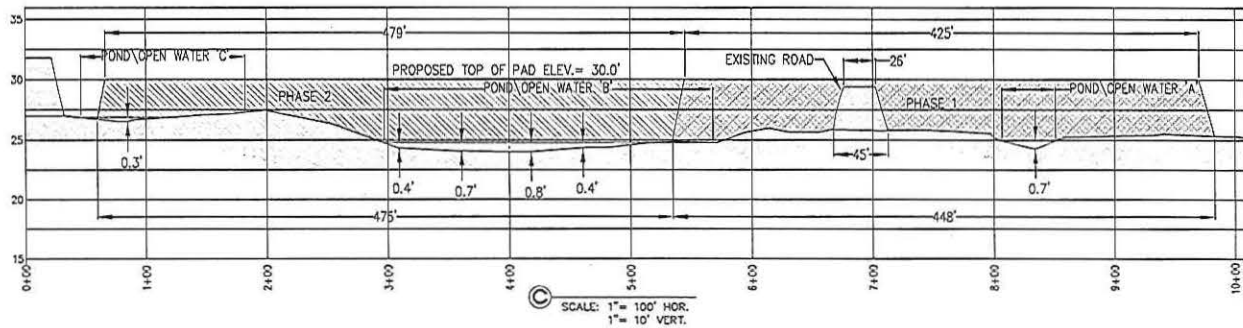 35
479'
425'
POND\OPEN WATER 'C'
EXISTING ROAD
26'
30
PROPOSED TOP OF PAD ELEV.= 30.0'
POND\OPEN WATER 'B'
POND\OPEN WATER 'A'
PHASE 2
PHASE 1
25
0.3'
45'
0.4'
0.7'
0.8'
0.4'
0.7'
20
475'
448'
15
0+00
1+00
2+00
3+00
4+00
5+00
6+00
7+00
8+00
9+00
10+0
C
SCALE: 1"= 100' HOR.
1"= 10' VERT.